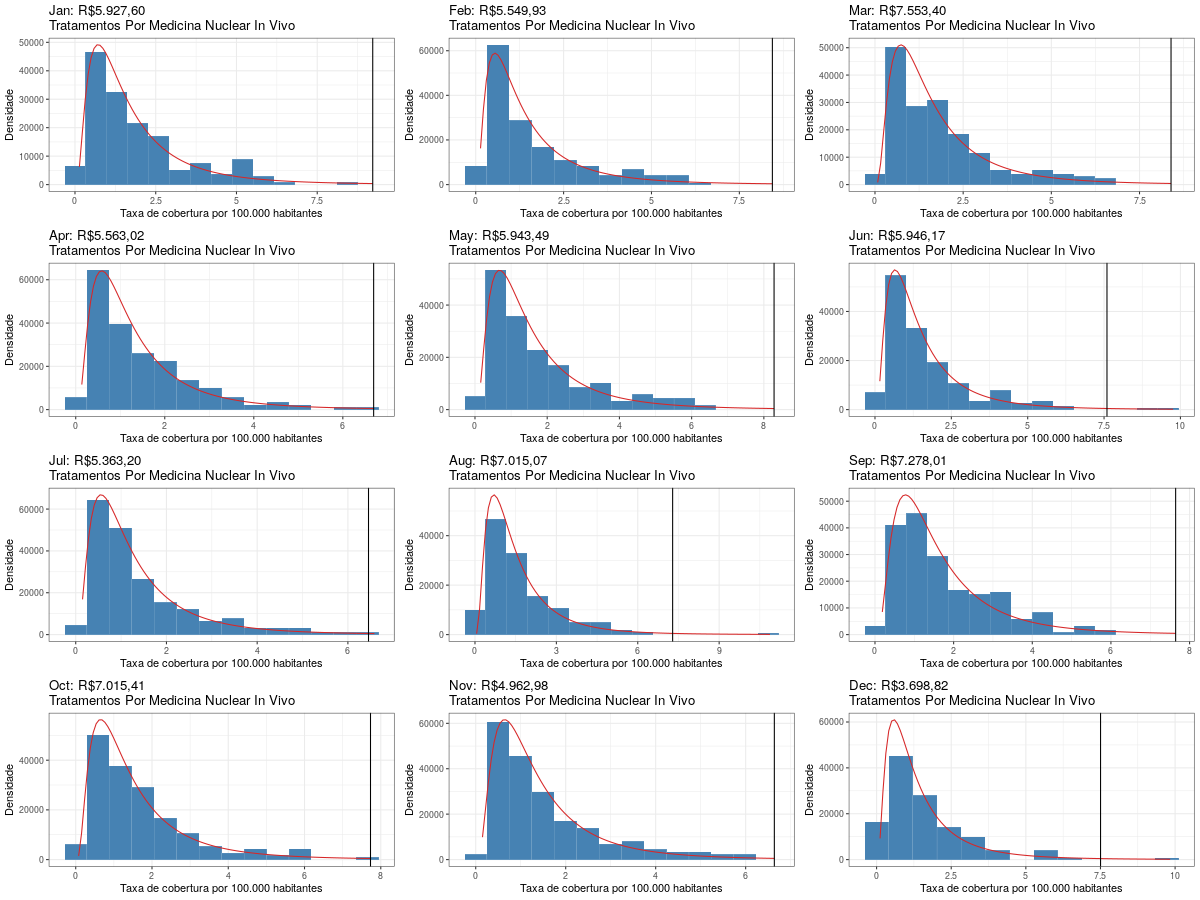 Jan: R$5.927,60
Tratamentos Por Medicina Nuclear In Vivo
50000
40000
30000
20000
10000
0
Densidade
0 2.5 5 7.5
Taxa de cobertura por 100.000 habitantes
Feb: R$5.549,93
Tratamentos Por Medicina Nuclear In Vivo
60000
40000
20000
0
Densidade
0 2.5 5 7.5
Taxa de cobertura por 100.000 habitantes
Mar: R$7.553,40
Tratamentos Por Medicina Nuclear In Vivo
50000
40000
30000
20000
10000
0
Densidade
0 2.5 5 7.5
Taxa de cobertura por 100.000 habitantes
Apr: R$5.563,02
Tratamentos Por Medicina Nuclear In Vivo
60000
40000
20000
0
Densidade
0 2 4 6
Taxa de cobertura por 100.000 habitantes
May: R$5.943,49
Tratamentos Por Medicina Nuclear In Vivo
40000
20000
0
Densidade
0 2 4 6 8
Taxa de cobertura por 100.000 habitantes
Jun: R$5.946,17
Tratamentos Por Medicina Nuclear In Vivo
40000
20000
0
Densidade
0 2.5 5 7.5 10
Taxa de cobertura por 100.000 habitantes
Jul: R$5.363,20
Tratamentos Por Medicina Nuclear In Vivo
60000
40000
20000
0
Densidade
0 2 4 6
Taxa de cobertura por 100.000 habitantes
Aug: R$7.015,07
Tratamentos Por Medicina Nuclear In Vivo
40000
20000
0
Densidade
0 3 6 9
Taxa de cobertura por 100.000 habitantes
Sep: R$7.278,01
Tratamentos Por Medicina Nuclear In Vivo
50000
40000
30000
20000
10000
0
Densidade
0 2 4 6 8
Taxa de cobertura por 100.000 habitantes
Oct: R$7.015,41
Tratamentos Por Medicina Nuclear In Vivo
40000
20000
0
Densidade
0 2 4 6 8
Taxa de cobertura por 100.000 habitantes
Nov: R$4.962,98
Tratamentos Por Medicina Nuclear In Vivo
60000
40000
20000
0
Densidade
0 2 4 6
Taxa de cobertura por 100.000 habitantes
Dec: R$3.698,82
Tratamentos Por Medicina Nuclear In Vivo
60000
40000
20000
0
Densidade
0 2.5 5 7.5 10
Taxa de cobertura por 100.000 habitantes